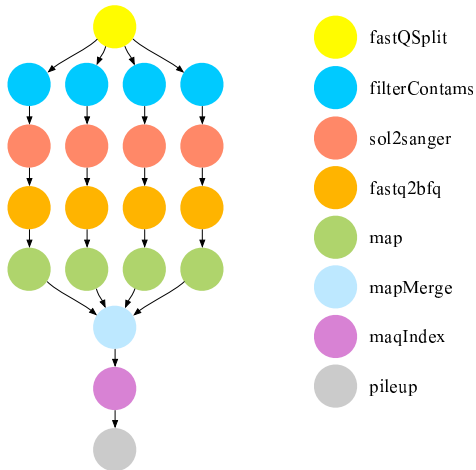 fastQSplit
filterContams
sol2sanger
fastq2bfq
map
mapMerge
maqIndex
pileup